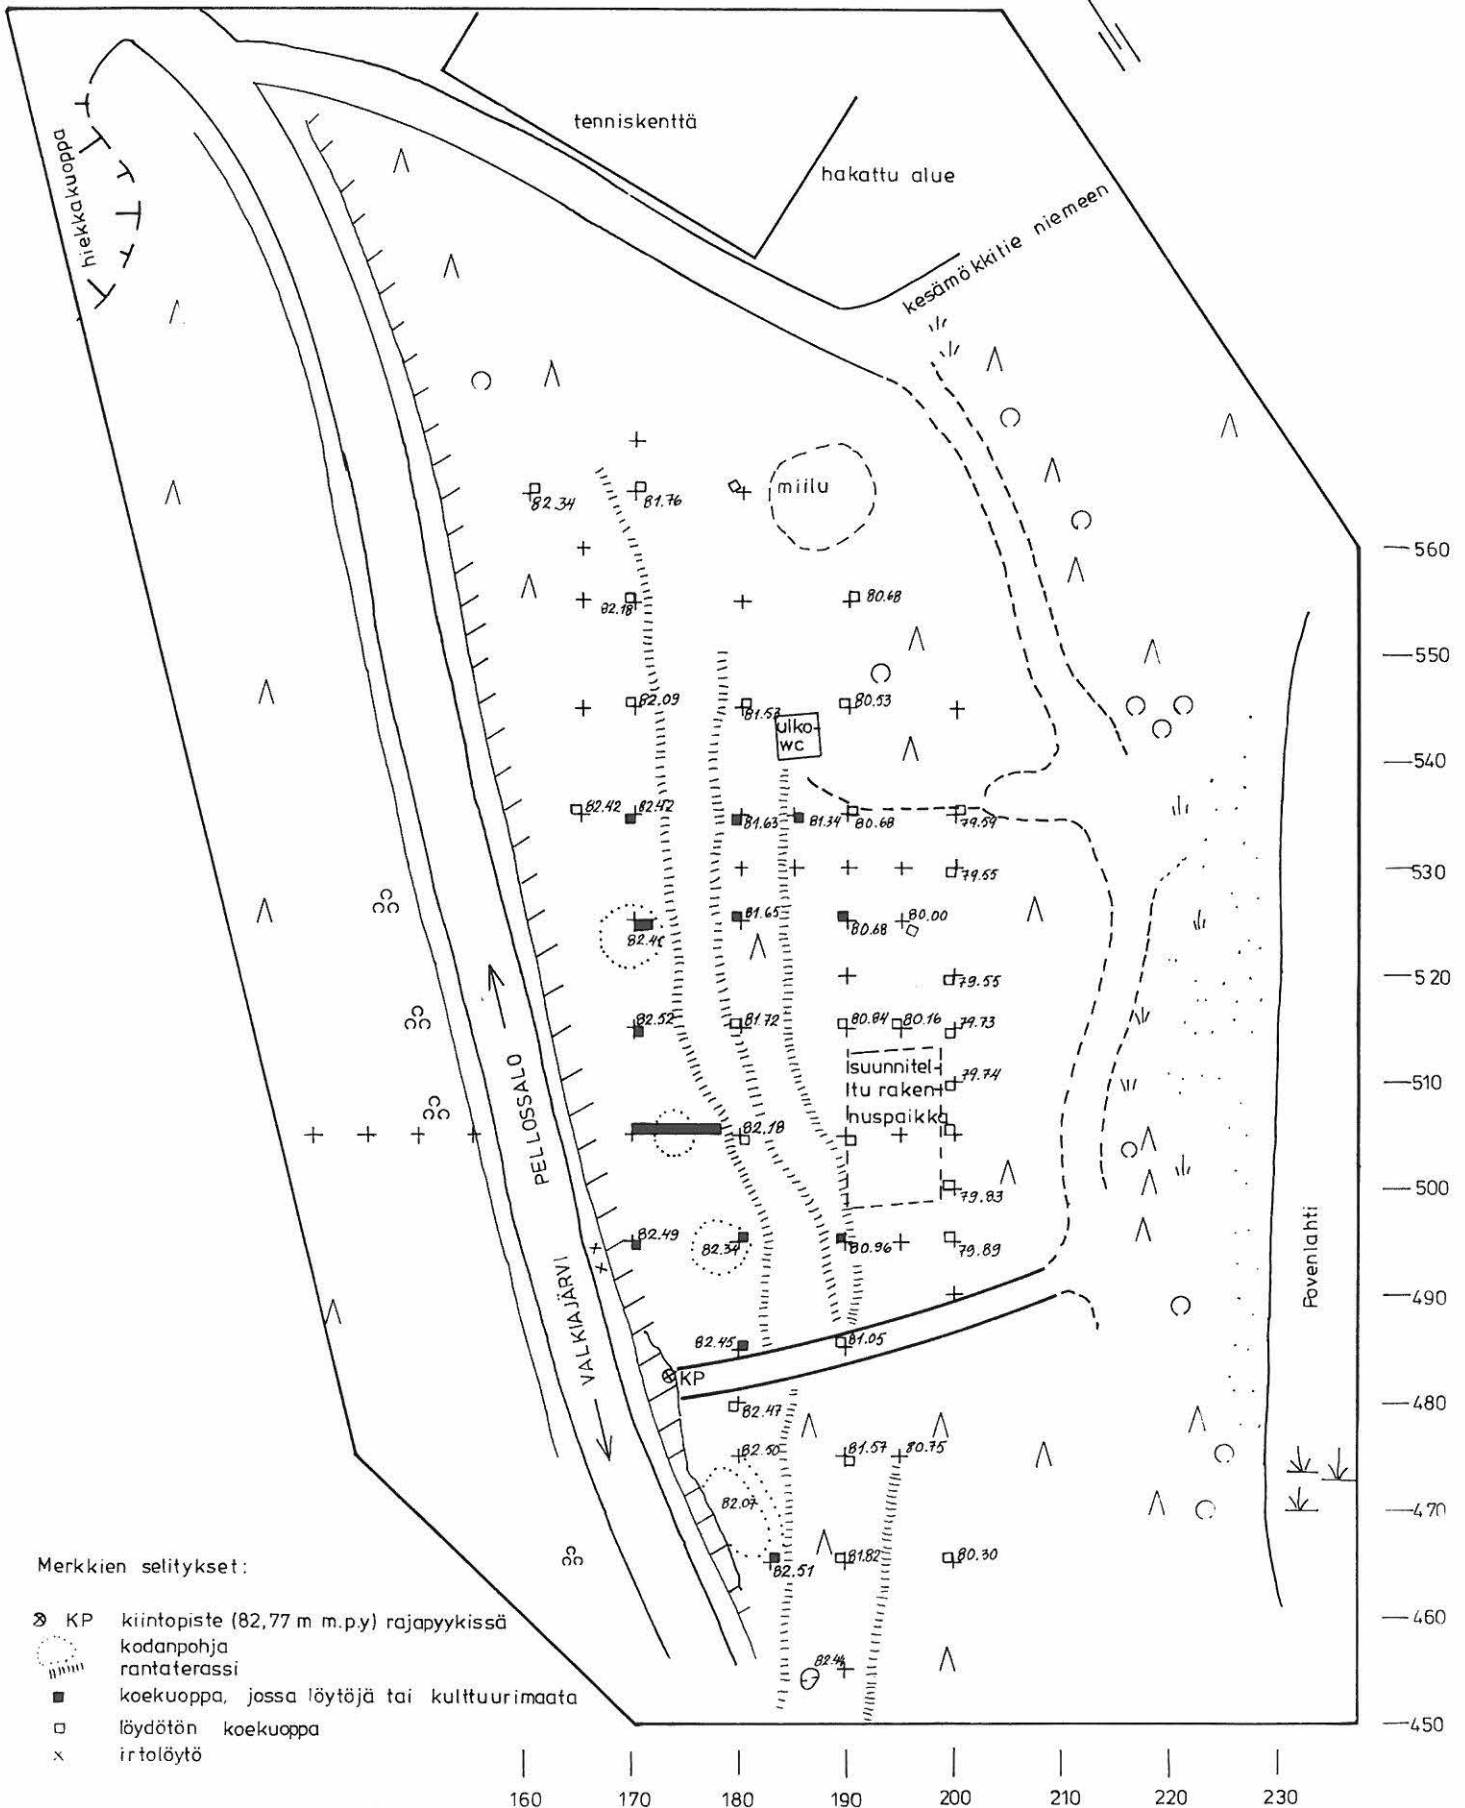 tenniskenttä
hakattu alue
hiekkakuoppa
kesämökkitie niemeen
miilu
82.34
81.76
560
82.18
80.68
550
82.09
81.53
80.53
ulko-
wc
540
82.42
82.42
81.63
81.34
80.68
79.54
530
79.55
81.65
80.68
80.00
520
79.55
82.52
81.72
80.84
80.16
79.73
suunnitel-
tu raken-
nuspaikka
79.74
510
PELLOSSALO
82.18
500
79.83
82.49
82.34
80.96
79.89
Povenlahti
VALKIAJÄRVI
490
82.45
81.05
KP
480
82.47
82.50
81.57
80.75
82.07
470
82.51
81.82
80.30
460
82.44
450
Merkkien selitykset:
KP kiintopiste (82,77 m m.p.y) rajapyykissä
kodanpohja
rantaterassi
koekuoppa, jossa löytöjä tai kulttuurimaata
löydötön koekuoppa
irtolöytö
160 170 180 190 200 210 220 230